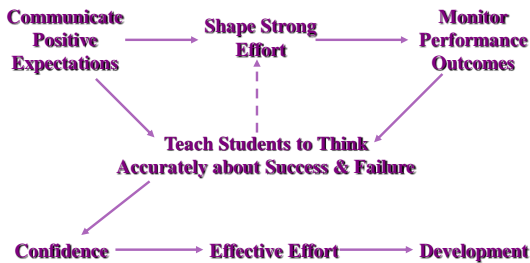 Communicate
Positive
Expectations
Shape Strong
Effort
Monitor
Performance
Outcomes
Teach Students to Think
Accurately about Success & Failure
Confidence
Effective Effort
Development